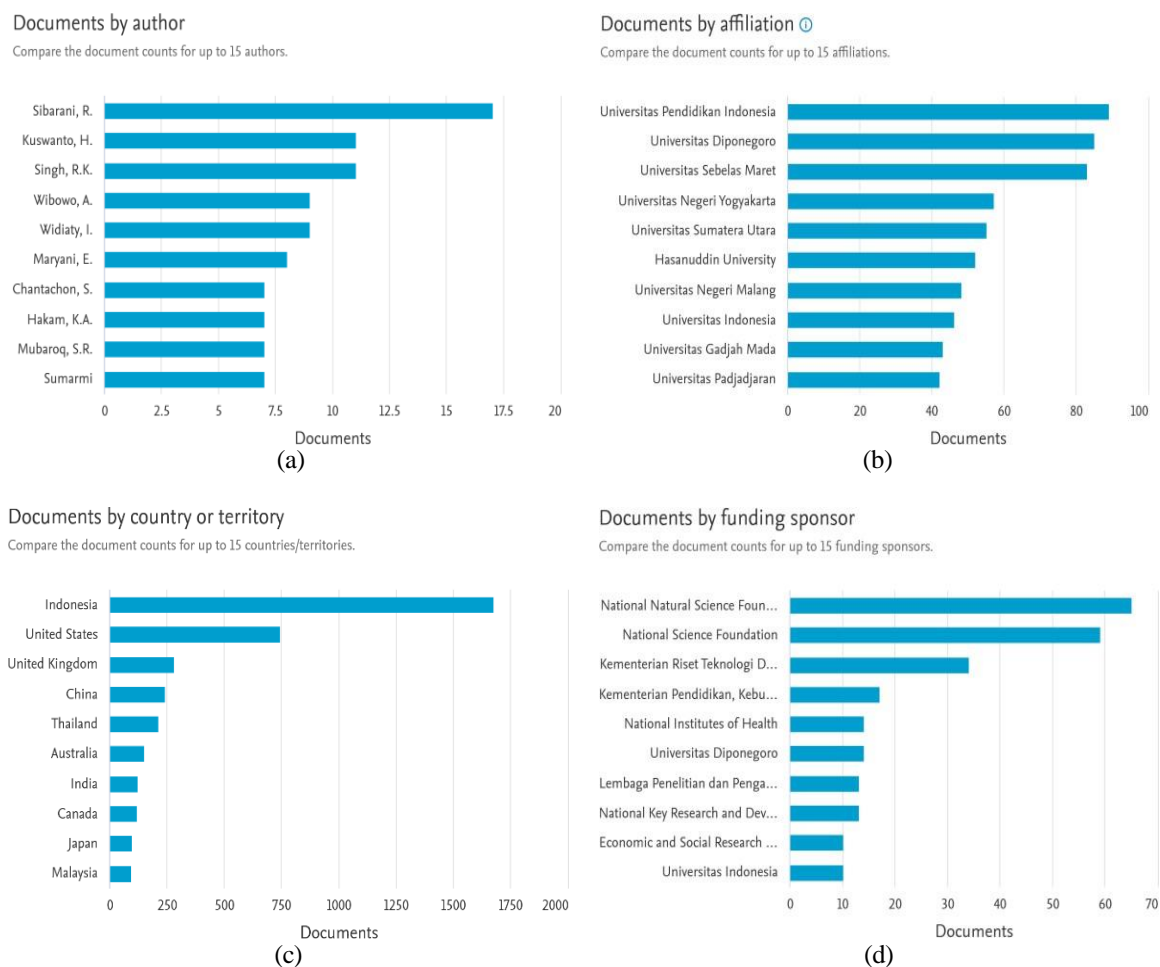 Documents by author
Compare the document counts for up to 15 authors.
Sibarani, R.
Kuswanto, H.
Singh, R.K.
Wibowo, A.
Widiaty, I.
Maryani, E.
Chantachon, S.
Hakam, K.A.
Mubaroq, S.R.
Sumarmi
0 2.5 5 7.5 10 12.5 15 17.5 20
Documents
(a)
Documents by affiliation
Compare the document counts for up to 15 affiliations.
Universitas Pendidikan Indonesia
Universitas Diponegoro
Universitas Sebelas Maret
Universitas Negeri Yogyakarta
Universitas Sumatera Utara
Hasanuddin University
Universitas Negeri Malang
Universitas Indonesia
Universitas Gadjah Mada
Universitas Padjadjaran
0 20 40 60 80 100
Documents
(b)
Documents by country or territory
Compare the document counts for up to 15 countries/territories.
Indonesia
United States
United Kingdom
China
Thailand
Australia
India
Canada
Japan
Malaysia
0 250 500 750 1000 1250 1500 1750 2000
Documents
(c)
Documents by funding sponsor
Compare the document counts for up to 15 funding sponsors.
National Natural Science Foun...
National Science Foundation
Kementerian Riset Teknologi D...
Kementerian Pendidikan, Kebu...
National Institutes of Health
Universitas Diponegoro
Lembaga Penelitian dan Penga...
National Key Research and Dev...
Economic and Social Research ...
Universitas Indonesia
0 10 20 30 40 50 60 70
Documents
(d)